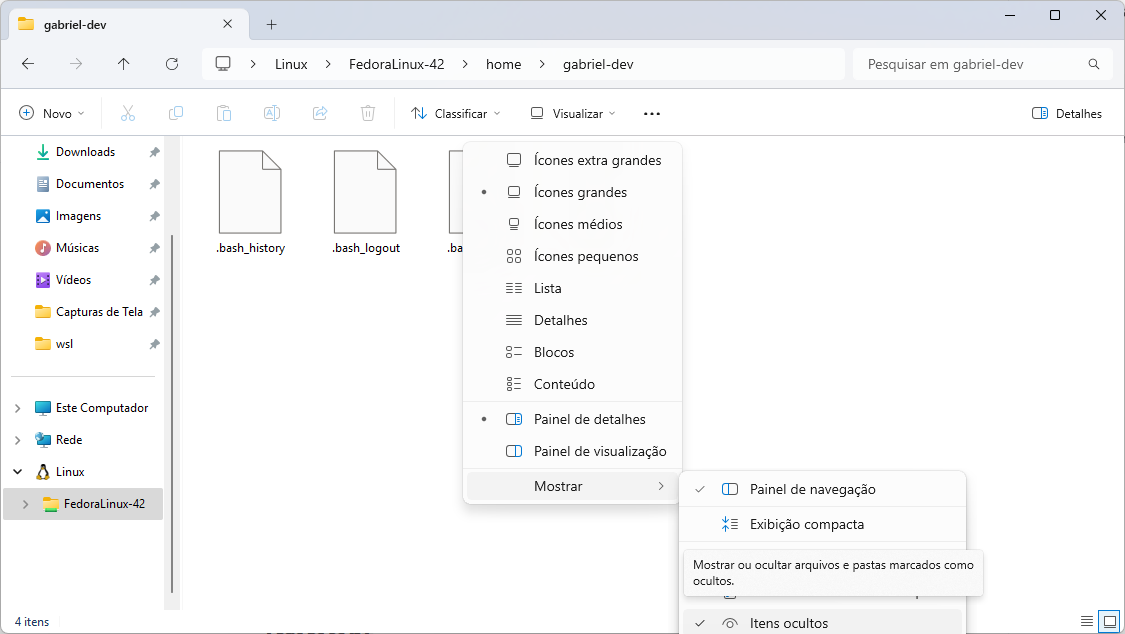 gabriel-dev
Linux
FedoraLinux-42
home
gabriel-dev
Pesquisar em gabriel-dev
Novo
Classificar
Visualizar
Detalhes
Downloads
Documentos
Imagens
Músicas
Vídeos
Capturas de Tela
wsl
Este Computador
Rede
Linux
FedoraLinux-42
.bash_history
.bash_logout
.ba
Ícones extra grandes
Ícones grandes
Ícones médios
Ícones pequenos
Lista
Detalhes
Blocos
Conteúdo
Painel de detalhes
Painel de visualização
Mostrar
Painel de navegação
Exibição compacta
Mostrar ou ocultar arquivos e pastas marcados como
ocultos.
Itens ocultos
4 itens